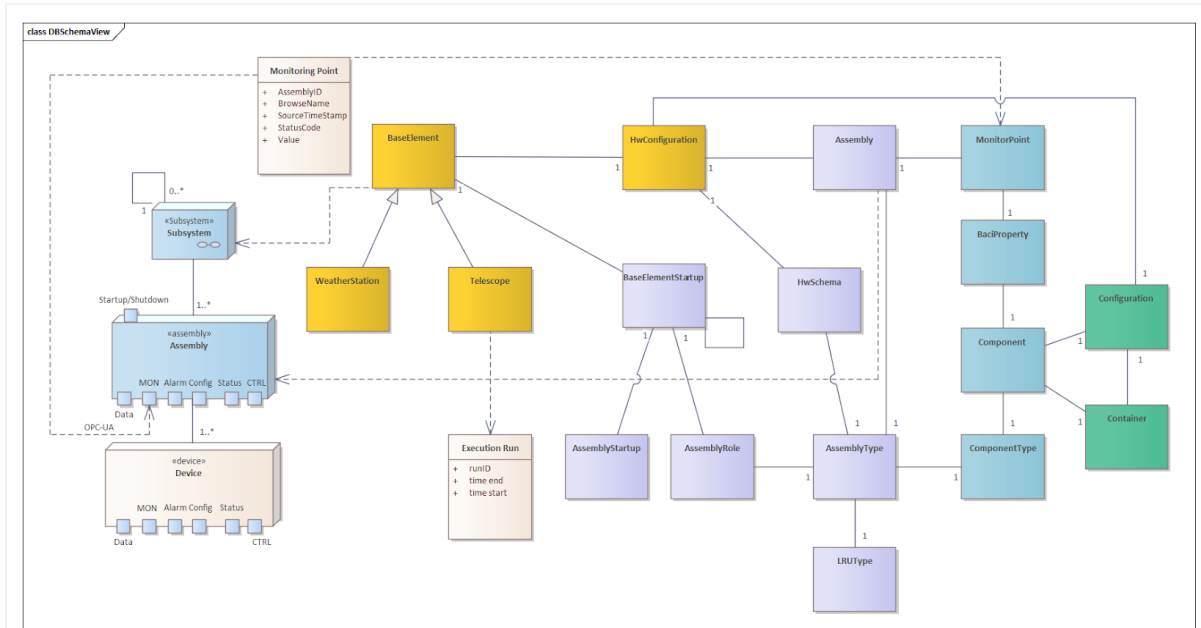 class DBSchemaView
Monitoring Point
+ AssemblyID
+ BrowseName
+ SourceTimeStamp
+ StatusCode
+ Value
BaseElement
1
HwConfiguration
1
1
1
Assembly
1
MonitorPoint
1
0..*
1
«Subsystem»
Subsystem
1..*
WeatherStation
Telescope
BaseElementStartup
1
1
HwSchema
BaciProperty
1
1
Configuration
1
1
Startup/Shutdown
«assembly»
Assembly
MON
Alarm
Config
Status
CTRL
Data
OPC-UA
1..*
Component
1
Container
1
«device»
Device
MON
Alarm
Config
Status
Data
CTRL
Execution Run
+ runID
+ time end
+ time start
AssemblyStartup
AssemblyRole
1
1
1
AssemblyType
1
1
ComponentType
1
LRUType